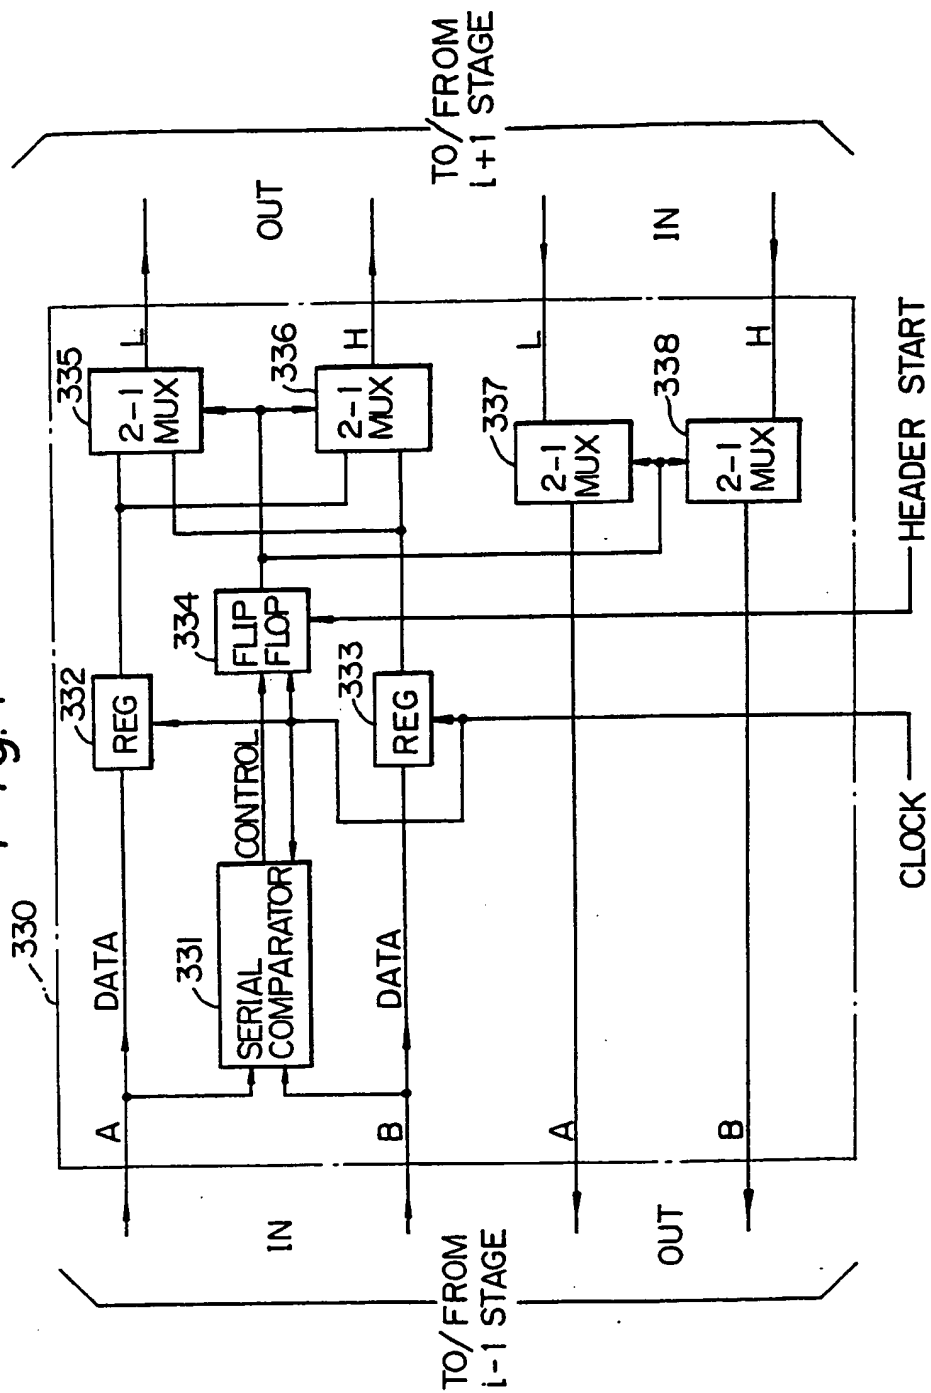 330
A
DATA
332
REG
335
2-1
MUX
L
331
SERIAL
COMPARATOR
CONTROL
334
FLIP
FLOP
336
2-1
MUX
H
OUT
IN
B
DATA
333
REG
TO/FROM
i-1 STAGE
TO/FROM
i+1 STAGE
A
337
2-1
MUX
L
IN
OUT
B
338
2-1
MUX
H
CLOCK
HEADER START